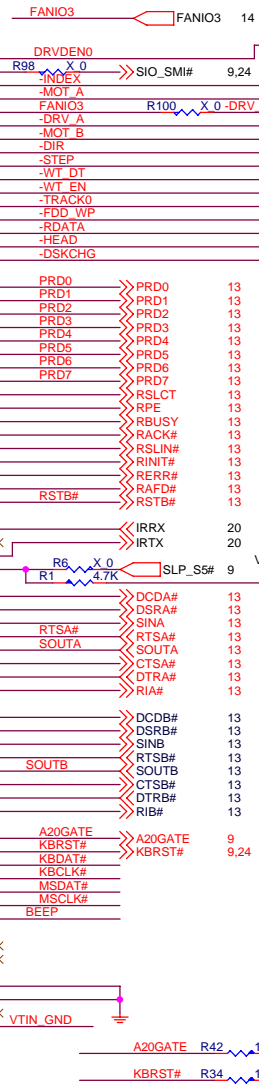 FANIO3 FANIO3 14
DRVDEN0
R98 X_0 SIO_SMI# 9,24
-INDEX
-MOT_A
FANIO3 R100 X_0 -DRV
-DRV_A
-MOT_B
-DIR
-STEP
-WT_DT
-WT_EN
-TRACK0
-FDD_WP
-RDATA
-HEAD
-DSKCHG
PRD0 PRD0 13
PRD1 PRD1 13
PRD2 PRD2 13
PRD3 PRD3 13
PRD4 PRD4 13
PRD5 PRD5 13
PRD6 PRD6 13
PRD7 PRD7 13
RSLCT 13
RPE 13
RBUSY 13
RACK# 13
RSLIN# 13
RINIT# 13
RERR# 13
RAFD# 13
RSTB# RSTB# 13
IRRX 20
IRTX 20
R6 X_0 SLP_S5# 9
R1 4.7K
DCDA# 13
DSRA# 13
SINA 13
RTSA# RTSA# 13
SOUTA SOUTA 13
CTSA# 13
DTRA# 13
RIA# 13
DCDB# 13
DSRB# 13
SINB 13
RTSB# 13
SOUTB SOUTB 13
CTSB# 13
DTRB# 13
RIB# 13
A20GATE A20GATE 9
KBRST# KBRST# 9,24
KBDAT#
KBCLK#
MSDAT#
MSCLK#
BEEP
VTIN_GND
A20GATE R42 1
KBRST# R34 1